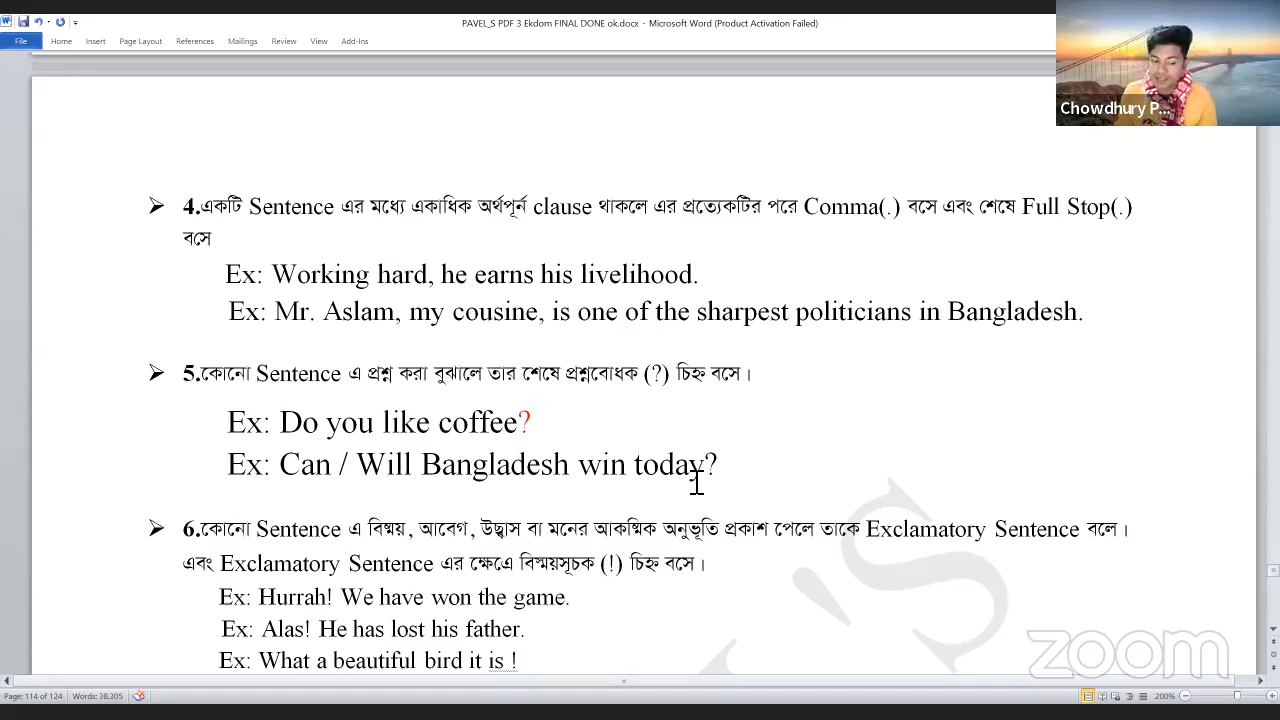 PAVEL_S PDF 3 Ekdom FINAL DONE ok.docx - Microsoft Word (Product Activation Failed)
File Home Insert Page Layout References Mailings Review View Add-Ins
Chowdhury P...
➢ 4.একটি Sentence এর মধ্যে একাধিক অর্থপূর্ন clause থাকলে এর প্রত্যেকটির পরে Comma(.) বসে এবং শেষে Full Stop(.)
বসে
Ex: Working hard, he earns his livelihood.
Ex: Mr. Aslam, my cousine, is one of the sharpest politicians in Bangladesh.
➢ 5.কোনো Sentence এ প্রশ্ন করা বুঝালে তার শেষে প্রশ্নবোধক (?) চিহ্ন বসে।
Ex: Do you like coffee?
Ex: Can / Will Bangladesh win today?
➢ 6.কোনো Sentence এ বিষ্ময়, আবেগ, উছ্বাস বা মনের আকষ্মিক অনুভূতি প্রকাশ পেলে তাকে Exclamatory Sentence বলে।
এবং Exclamatory Sentence এর ক্ষেত্রে বিস্ময়সূচক (!) চিহ্ন বসে।
Ex: Hurrah! We have won the game.
Ex: Alas! He has lost his father.
Ex: What a beautiful bird it is !
zoom
Page: 114 of 124 Words: 38,305 200%